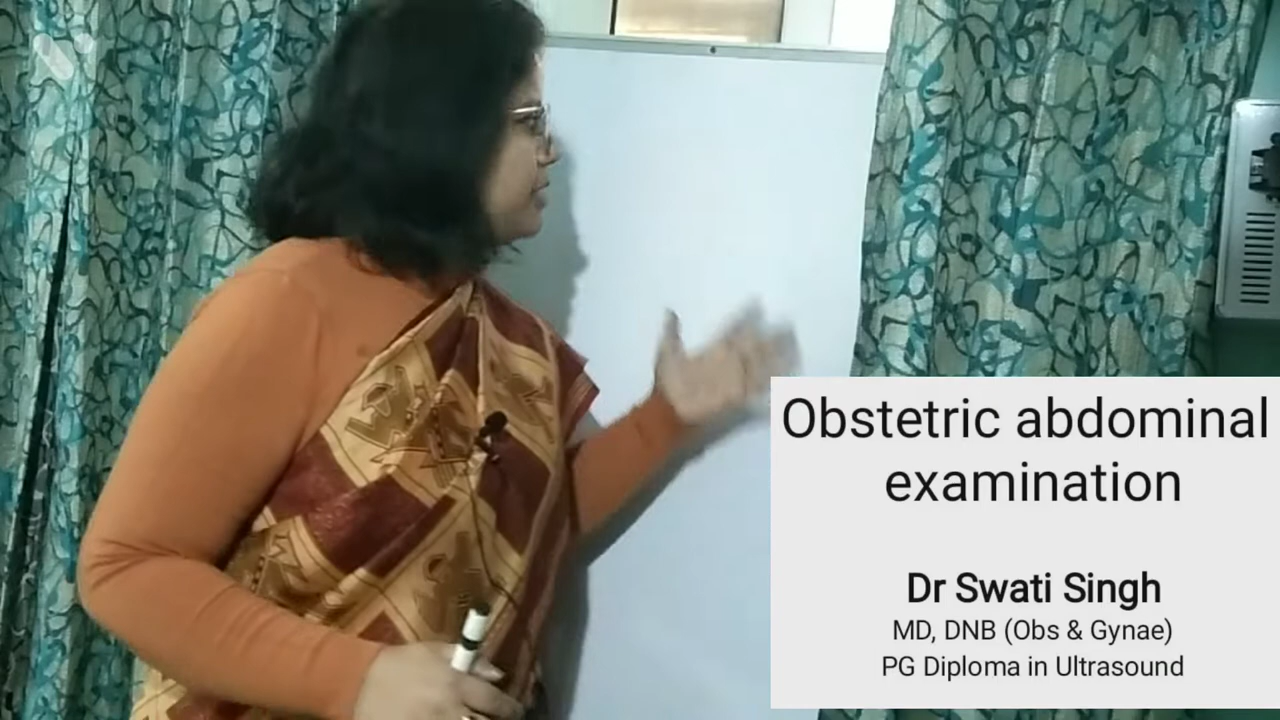 Obstetric abdominal
examination
Dr Swati Singh
MD, DNB (Obs & Gynae)
PG Diploma in Ultrasound